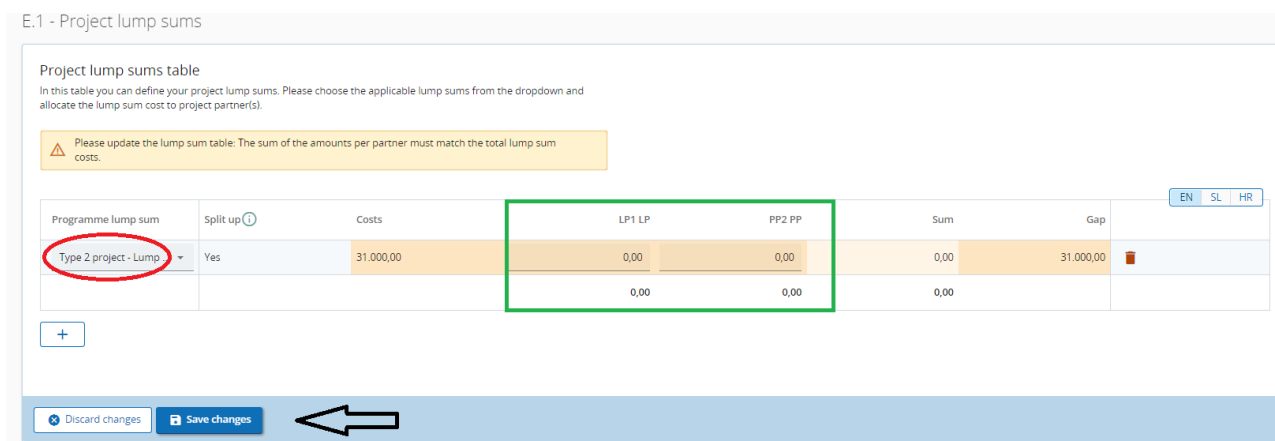 E.1 - Project lump sums
Project lump sums table
In this table you can define your project lump sums. Please choose the applicable lump sums from the dropdown and
allocate the lump sum cost to project partner(s).
Please update the lump sum table: The sum of the amounts per partner must match the total lump sum
costs.
EN SL HR
Programme lump sum Split up i Costs LP1 LP PP2 PP Sum Gap
Type 2 project - Lump ... Yes 31.000,00 0,00 0,00 0,00 31.000,00
0,00 0,00 0,00
+
Discard changes Save changes